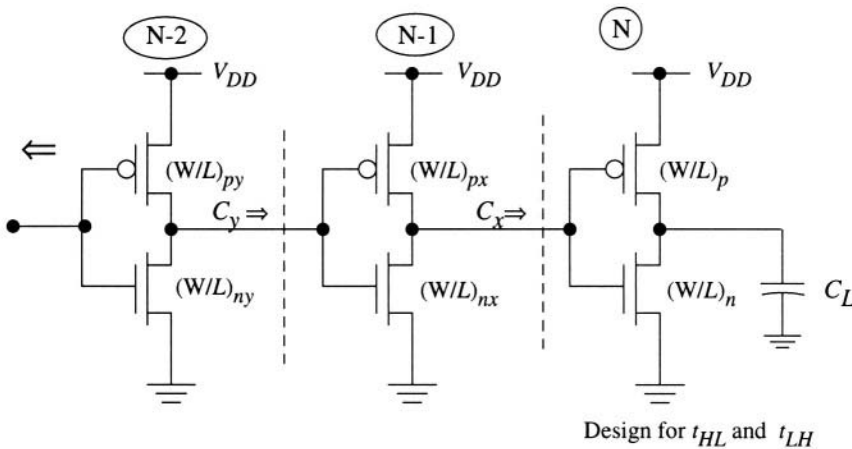 N-2
N-1
N
V_DD
V_DD
V_DD
⇐
(W/L)_py
(W/L)_px
(W/L)_p
C_y ⇒
C_x ⇒
(W/L)_ny
(W/L)_nx
(W/L)_n
C_L
Design for t_HL and t_LH